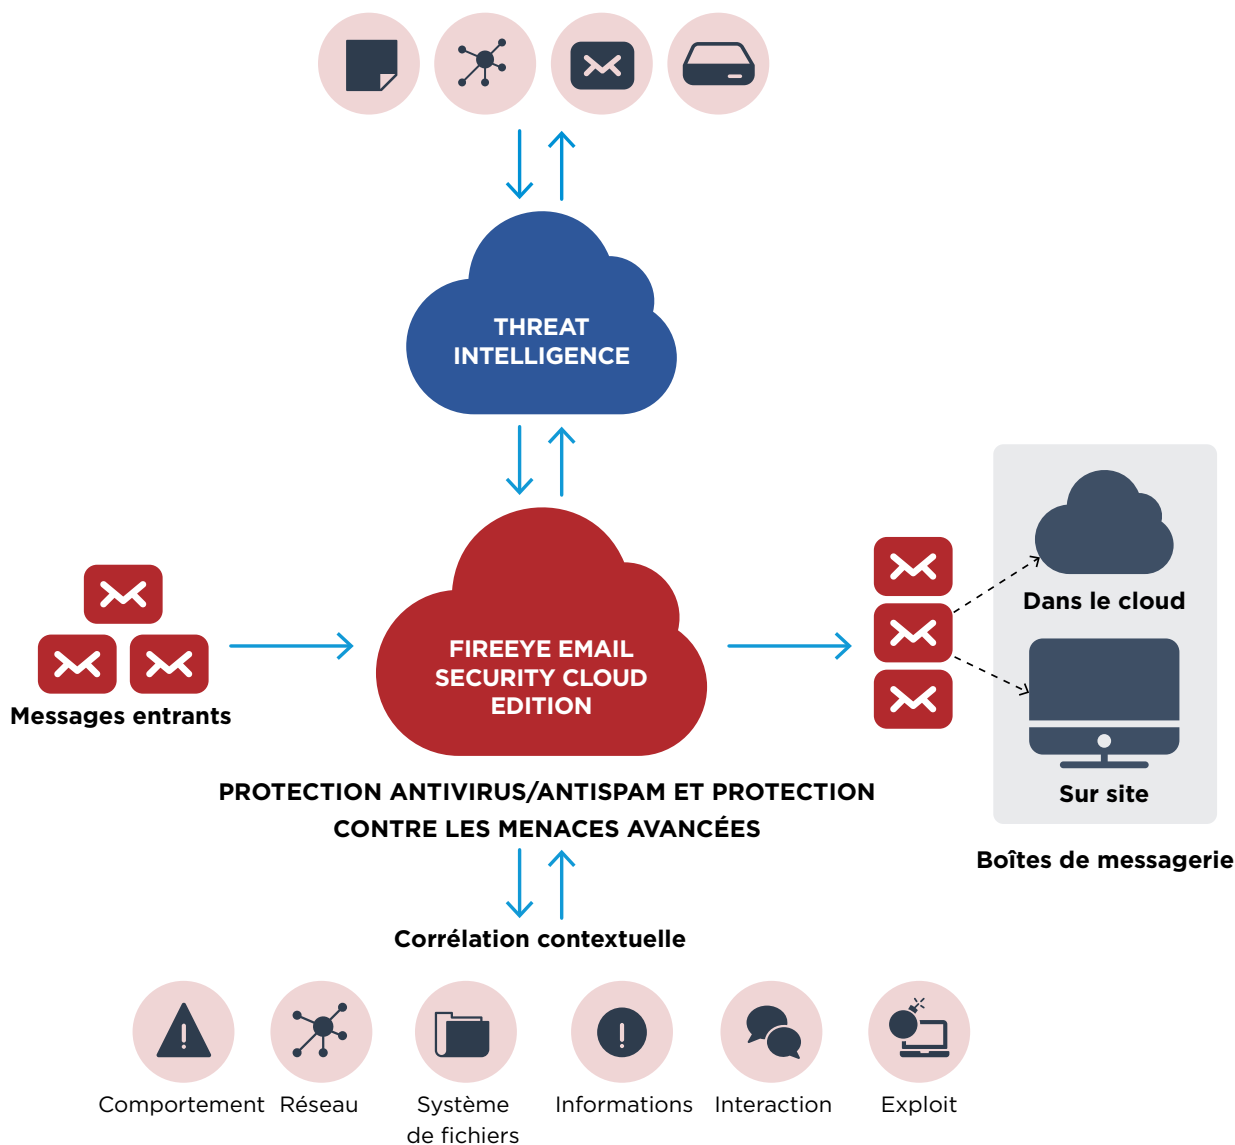 THREAT
INTELLIGENCE
FIREEYE EMAIL
SECURITY CLOUD
EDITION
Messages entrants
Dans le cloud
Sur site
Boîtes de messagerie
PROTECTION ANTIVIRUS/ANTISPAM ET PROTECTION
CONTRE LES MENACES AVANCÉES
Corrélation contextuelle
Comportement
Réseau
Système
de fichiers
Informations
Interaction
Exploit